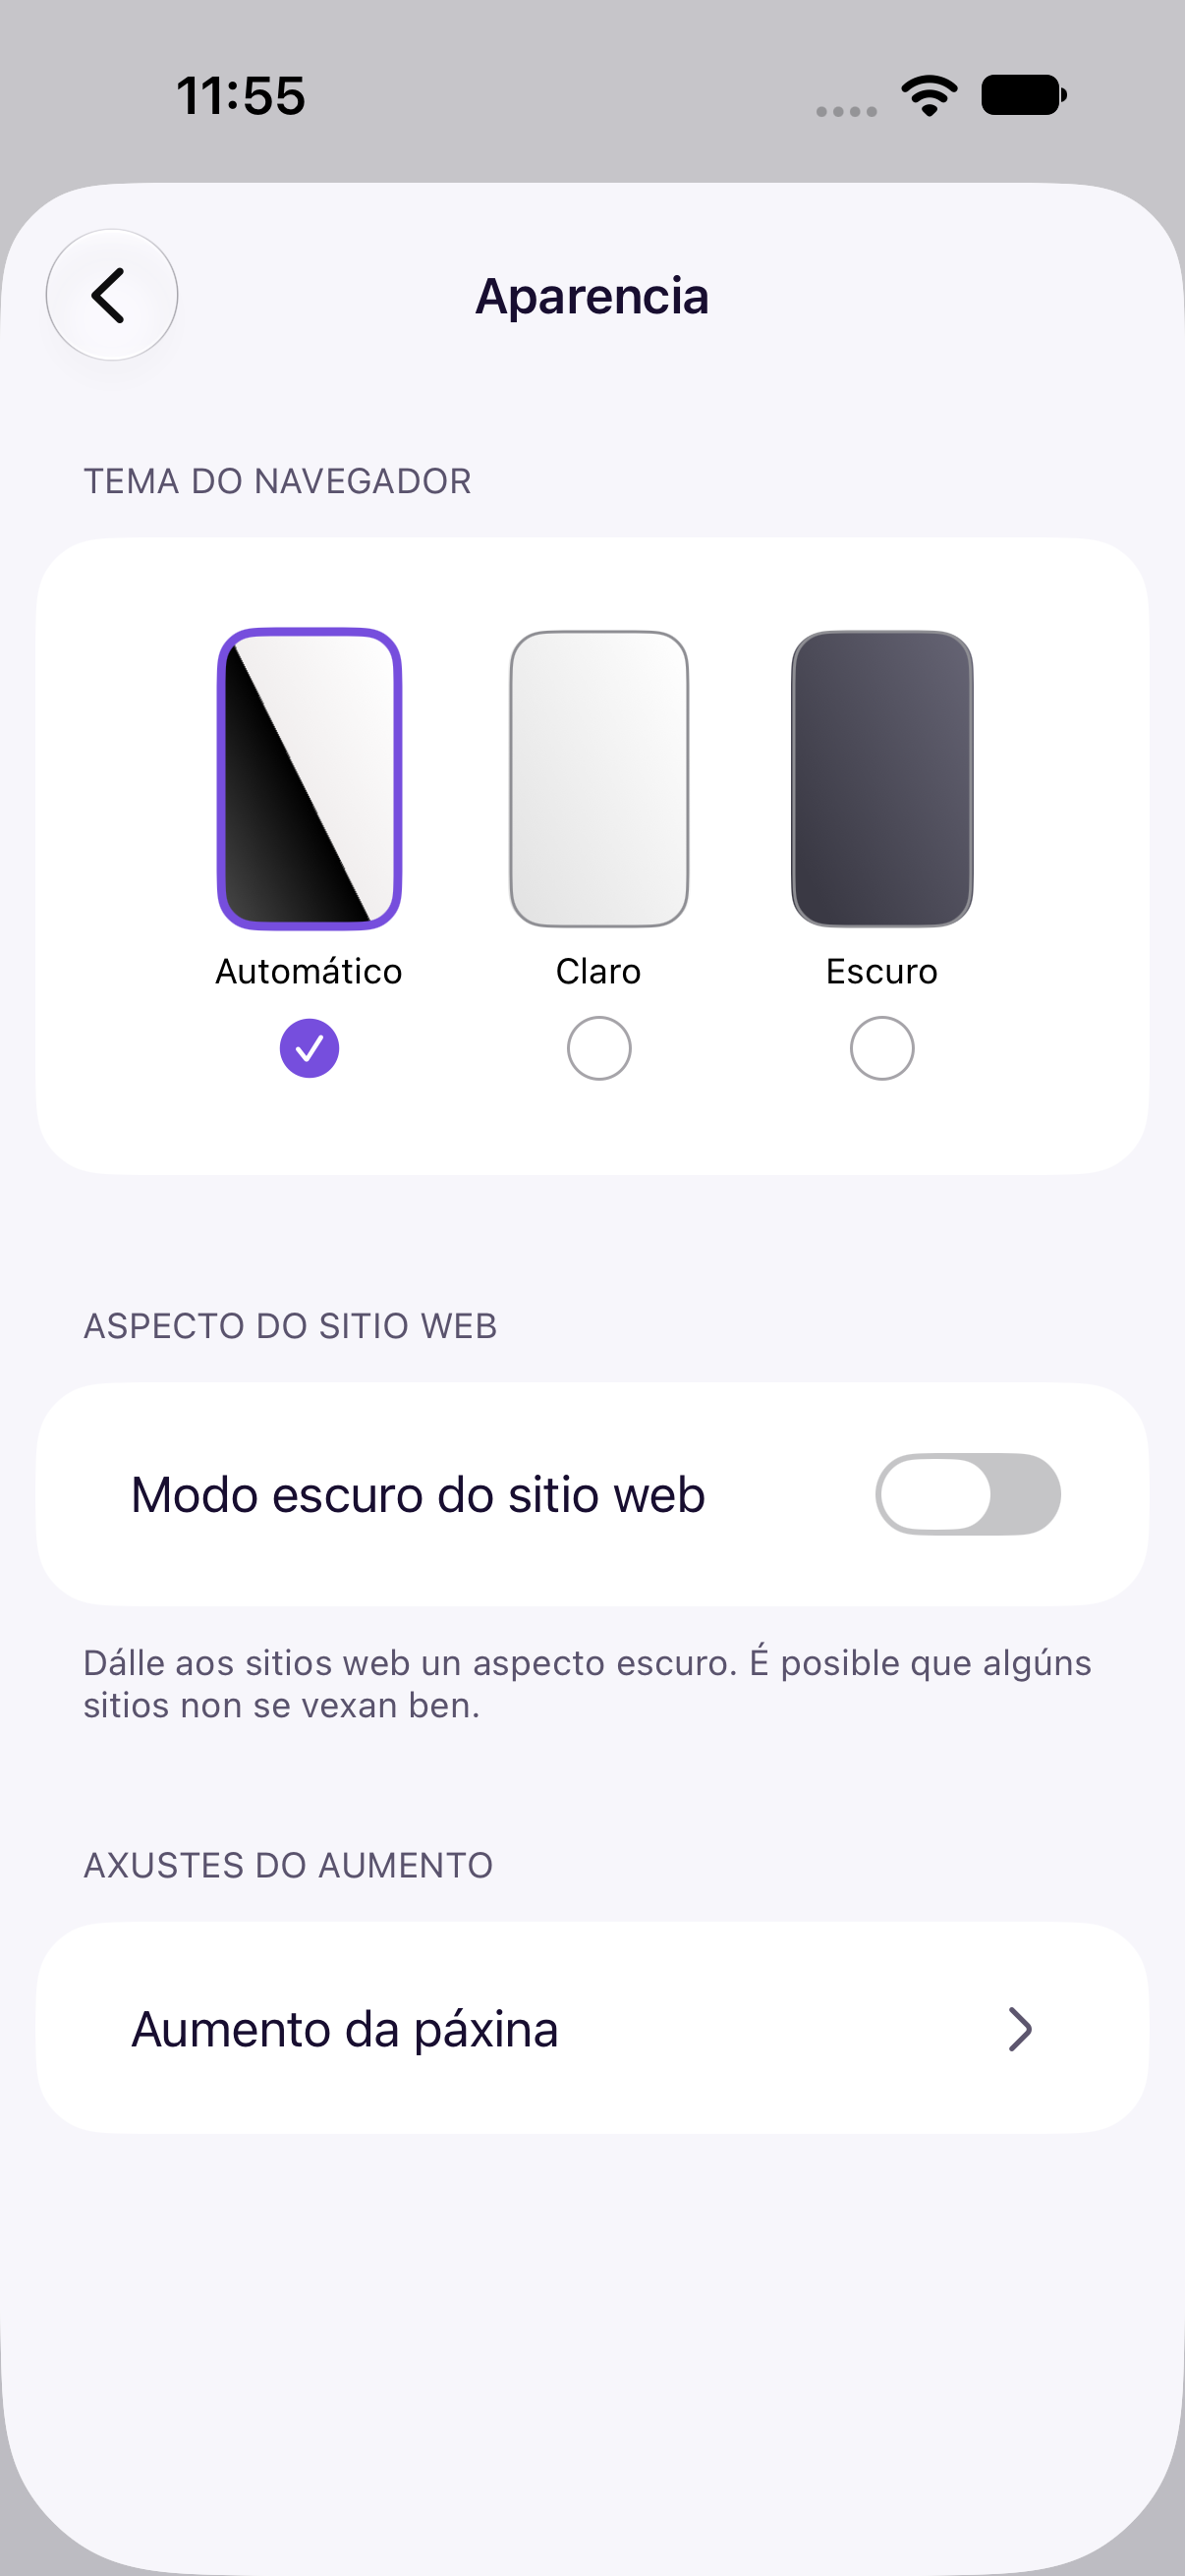 11:55
Aparencia
TEMA DO NAVEGADOR
Automático
Claro
Escuro
ASPECTO DO SITIO WEB
Modo escuro do sitio web
Dálle aos sitios web un aspecto escuro. É posible que algúns
sitios non se vexan ben.
AXUSTES DO AUMENTO
Aumento da páxina